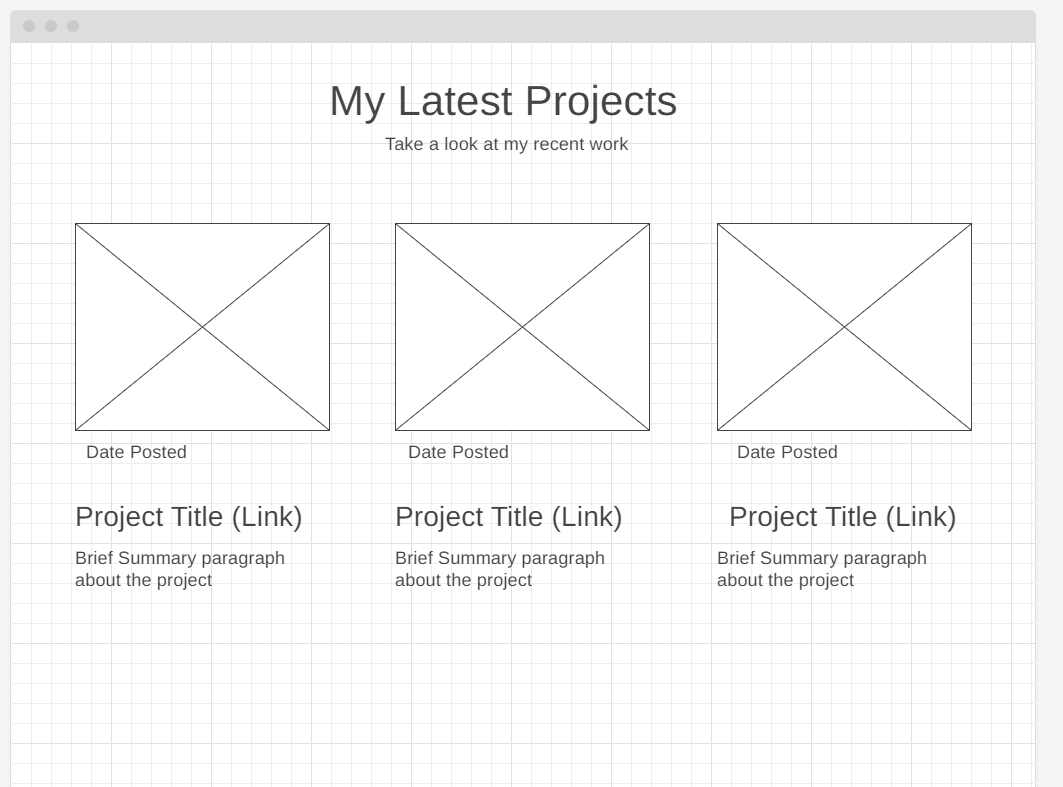 My Latest Projects
Take a look at my recent work
Date Posted
Date Posted
Date Posted
Project Title (Link)
Project Title (Link)
Project Title (Link)
Brief Summary paragraph
about the project
Brief Summary paragraph
about the project
Brief Summary paragraph
about the project